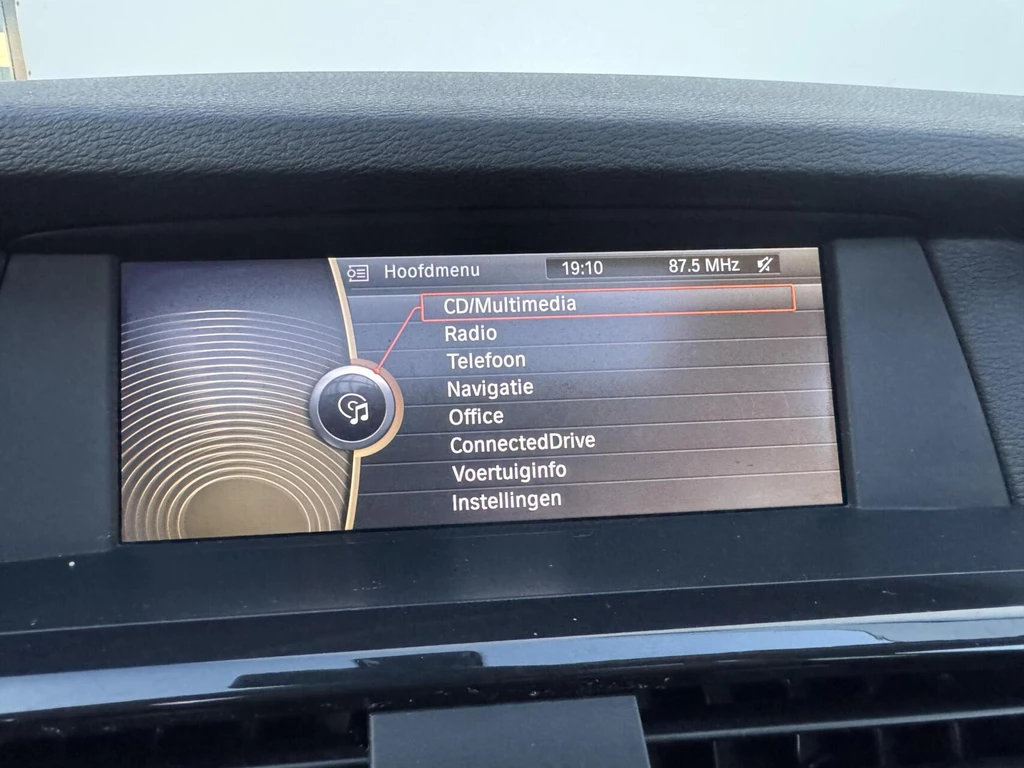 Hoofdmenu 19:10 87.5 MHz
CD/Multimedia
Radio
Telefoon
Navigatie
Office
ConnectedDrive
Voertuiginfo
Instellingen